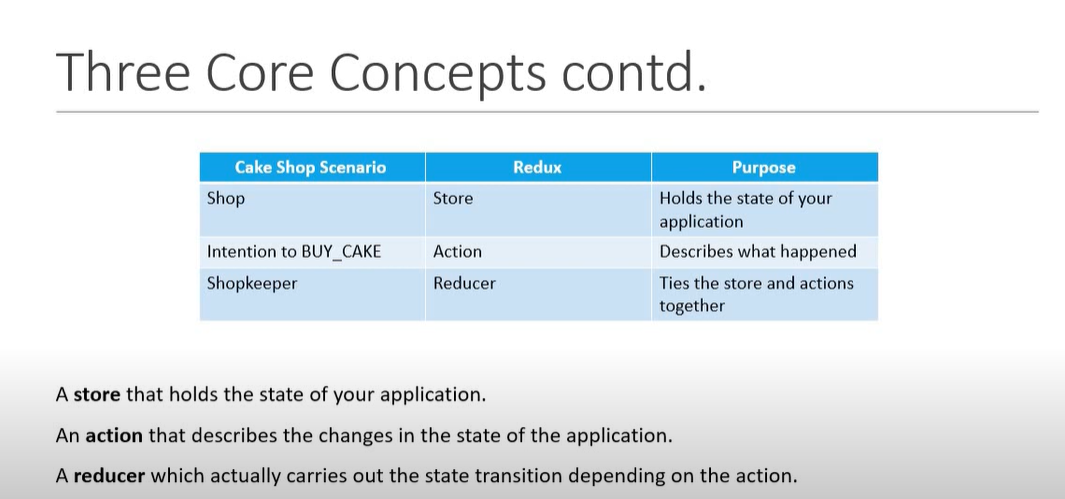 Three Core Concepts contd.
Cake Shop Scenario Redux Purpose
Shop Store Holds the state of your
application
Intention to BUY_CAKE Action Describes what happened
Shopkeeper Reducer Ties the store and actions
together
A store that holds the state of your application.
An action that describes the changes in the state of the application.
A reducer which actually carries out the state transition depending on the action.